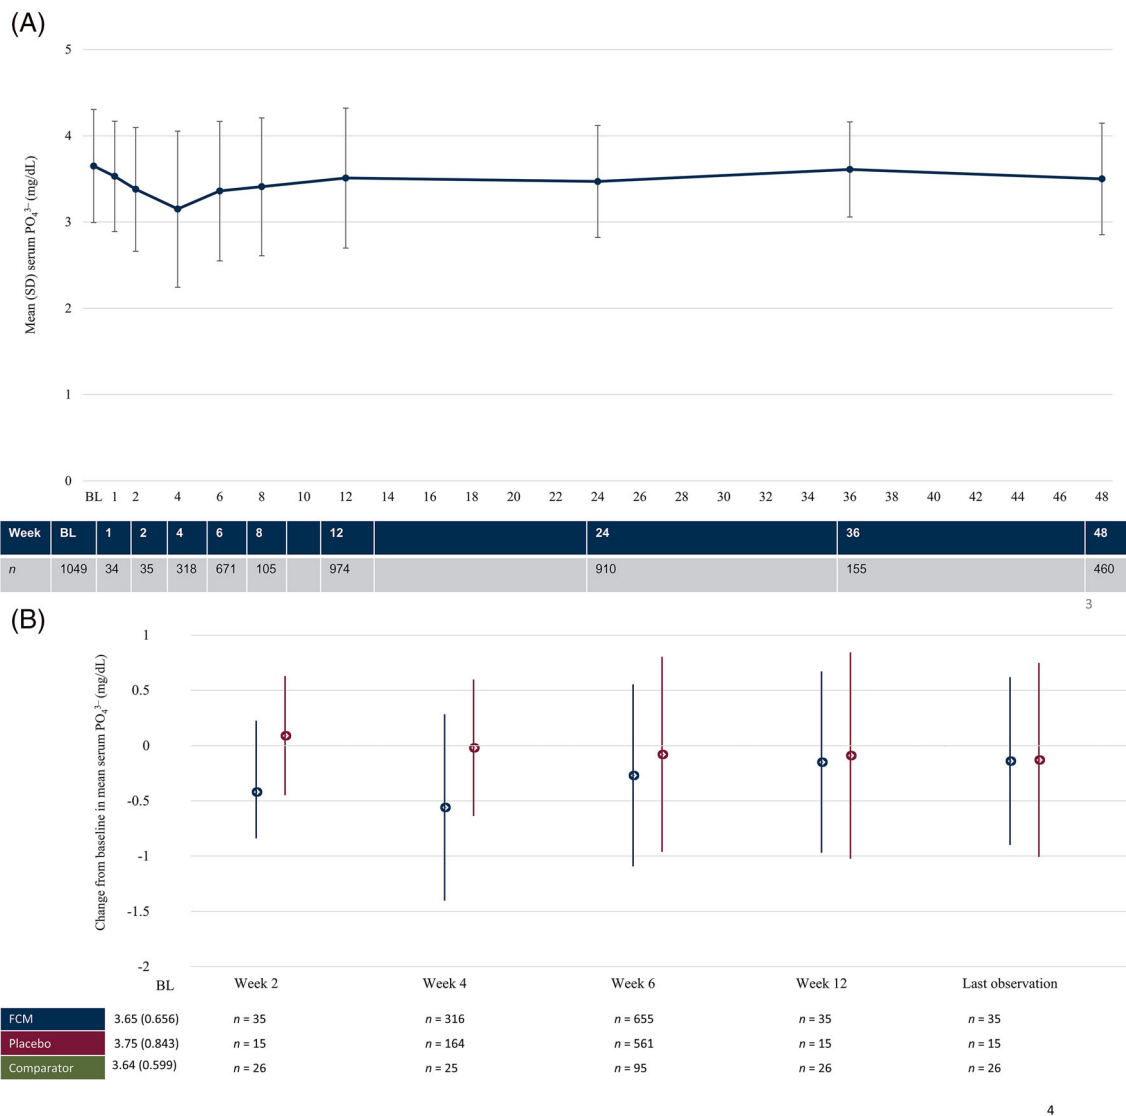 (A)
5
4
3
2
1
0
Mean (SD) serum PO₄³⁻ (mg/dL)
BL 1 2 4 6 8 10 12 14 16 18 20 22 24 26 28 30 32 34 36 38 40 42 44 46 48
Week BL 1 2 4 6 8 12 24 36 48
n 1049 34 35 318 671 105 974 910 155 460
3
(B)
1
0.5
0
-0.5
-1
-1.5
-2
Change from baseline in mean serum PO₄³⁻ (mg/dL)
BL Week 2 Week 4 Week 6 Week 12 Last observation
FCM 3.65 (0.656) n = 35 n = 316 n = 655 n = 35 n = 35
Placebo 3.75 (0.843) n = 15 n = 164 n = 561 n = 15 n = 15
Comparator 3.64 (0.599) n = 26 n = 25 n = 95 n = 26 n = 26
4